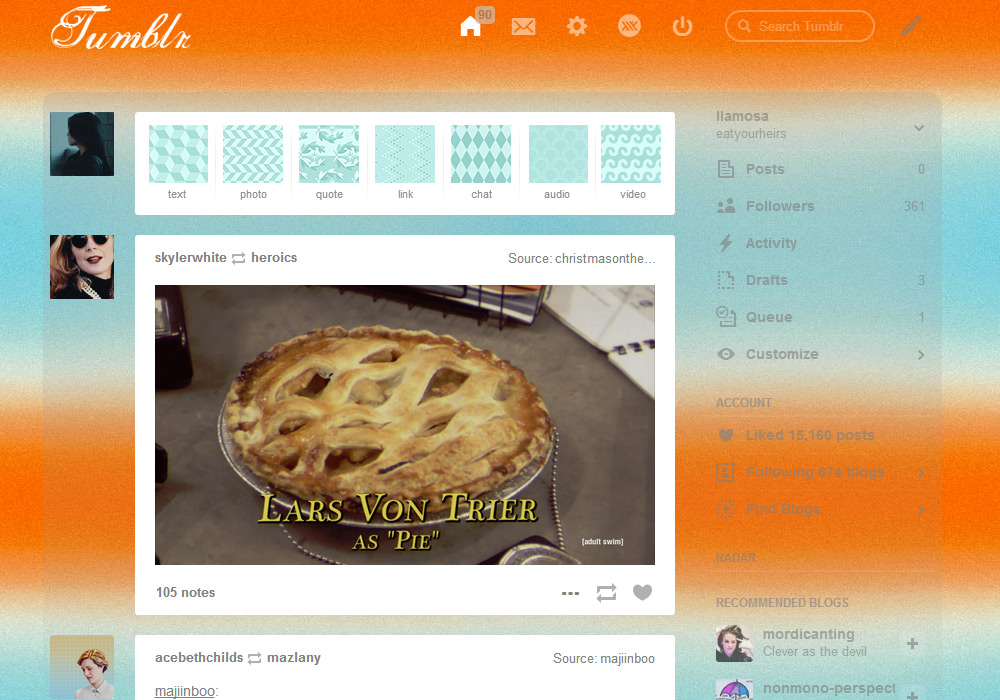 Tumblr
90
Search Tumblr
text
photo
quote
link
chat
audio
video
skylerwhite heroics
Source: christmasonthe...
LARS VON TRIER
AS "PIE"
[adult swim]
105 notes
acebethchilds mazlany
Source: majiinboo
majiinboo:
llamosa
eatyourheirs
Posts 0
Followers 361
Activity
Drafts 3
Queue 1
Customize
ACCOUNT
Liked 15,160 posts
Following 674 blogs
Find Blogs
RADAR
RECOMMENDED BLOGS
mordicanting
Clever as the devil
nonmono-perspect